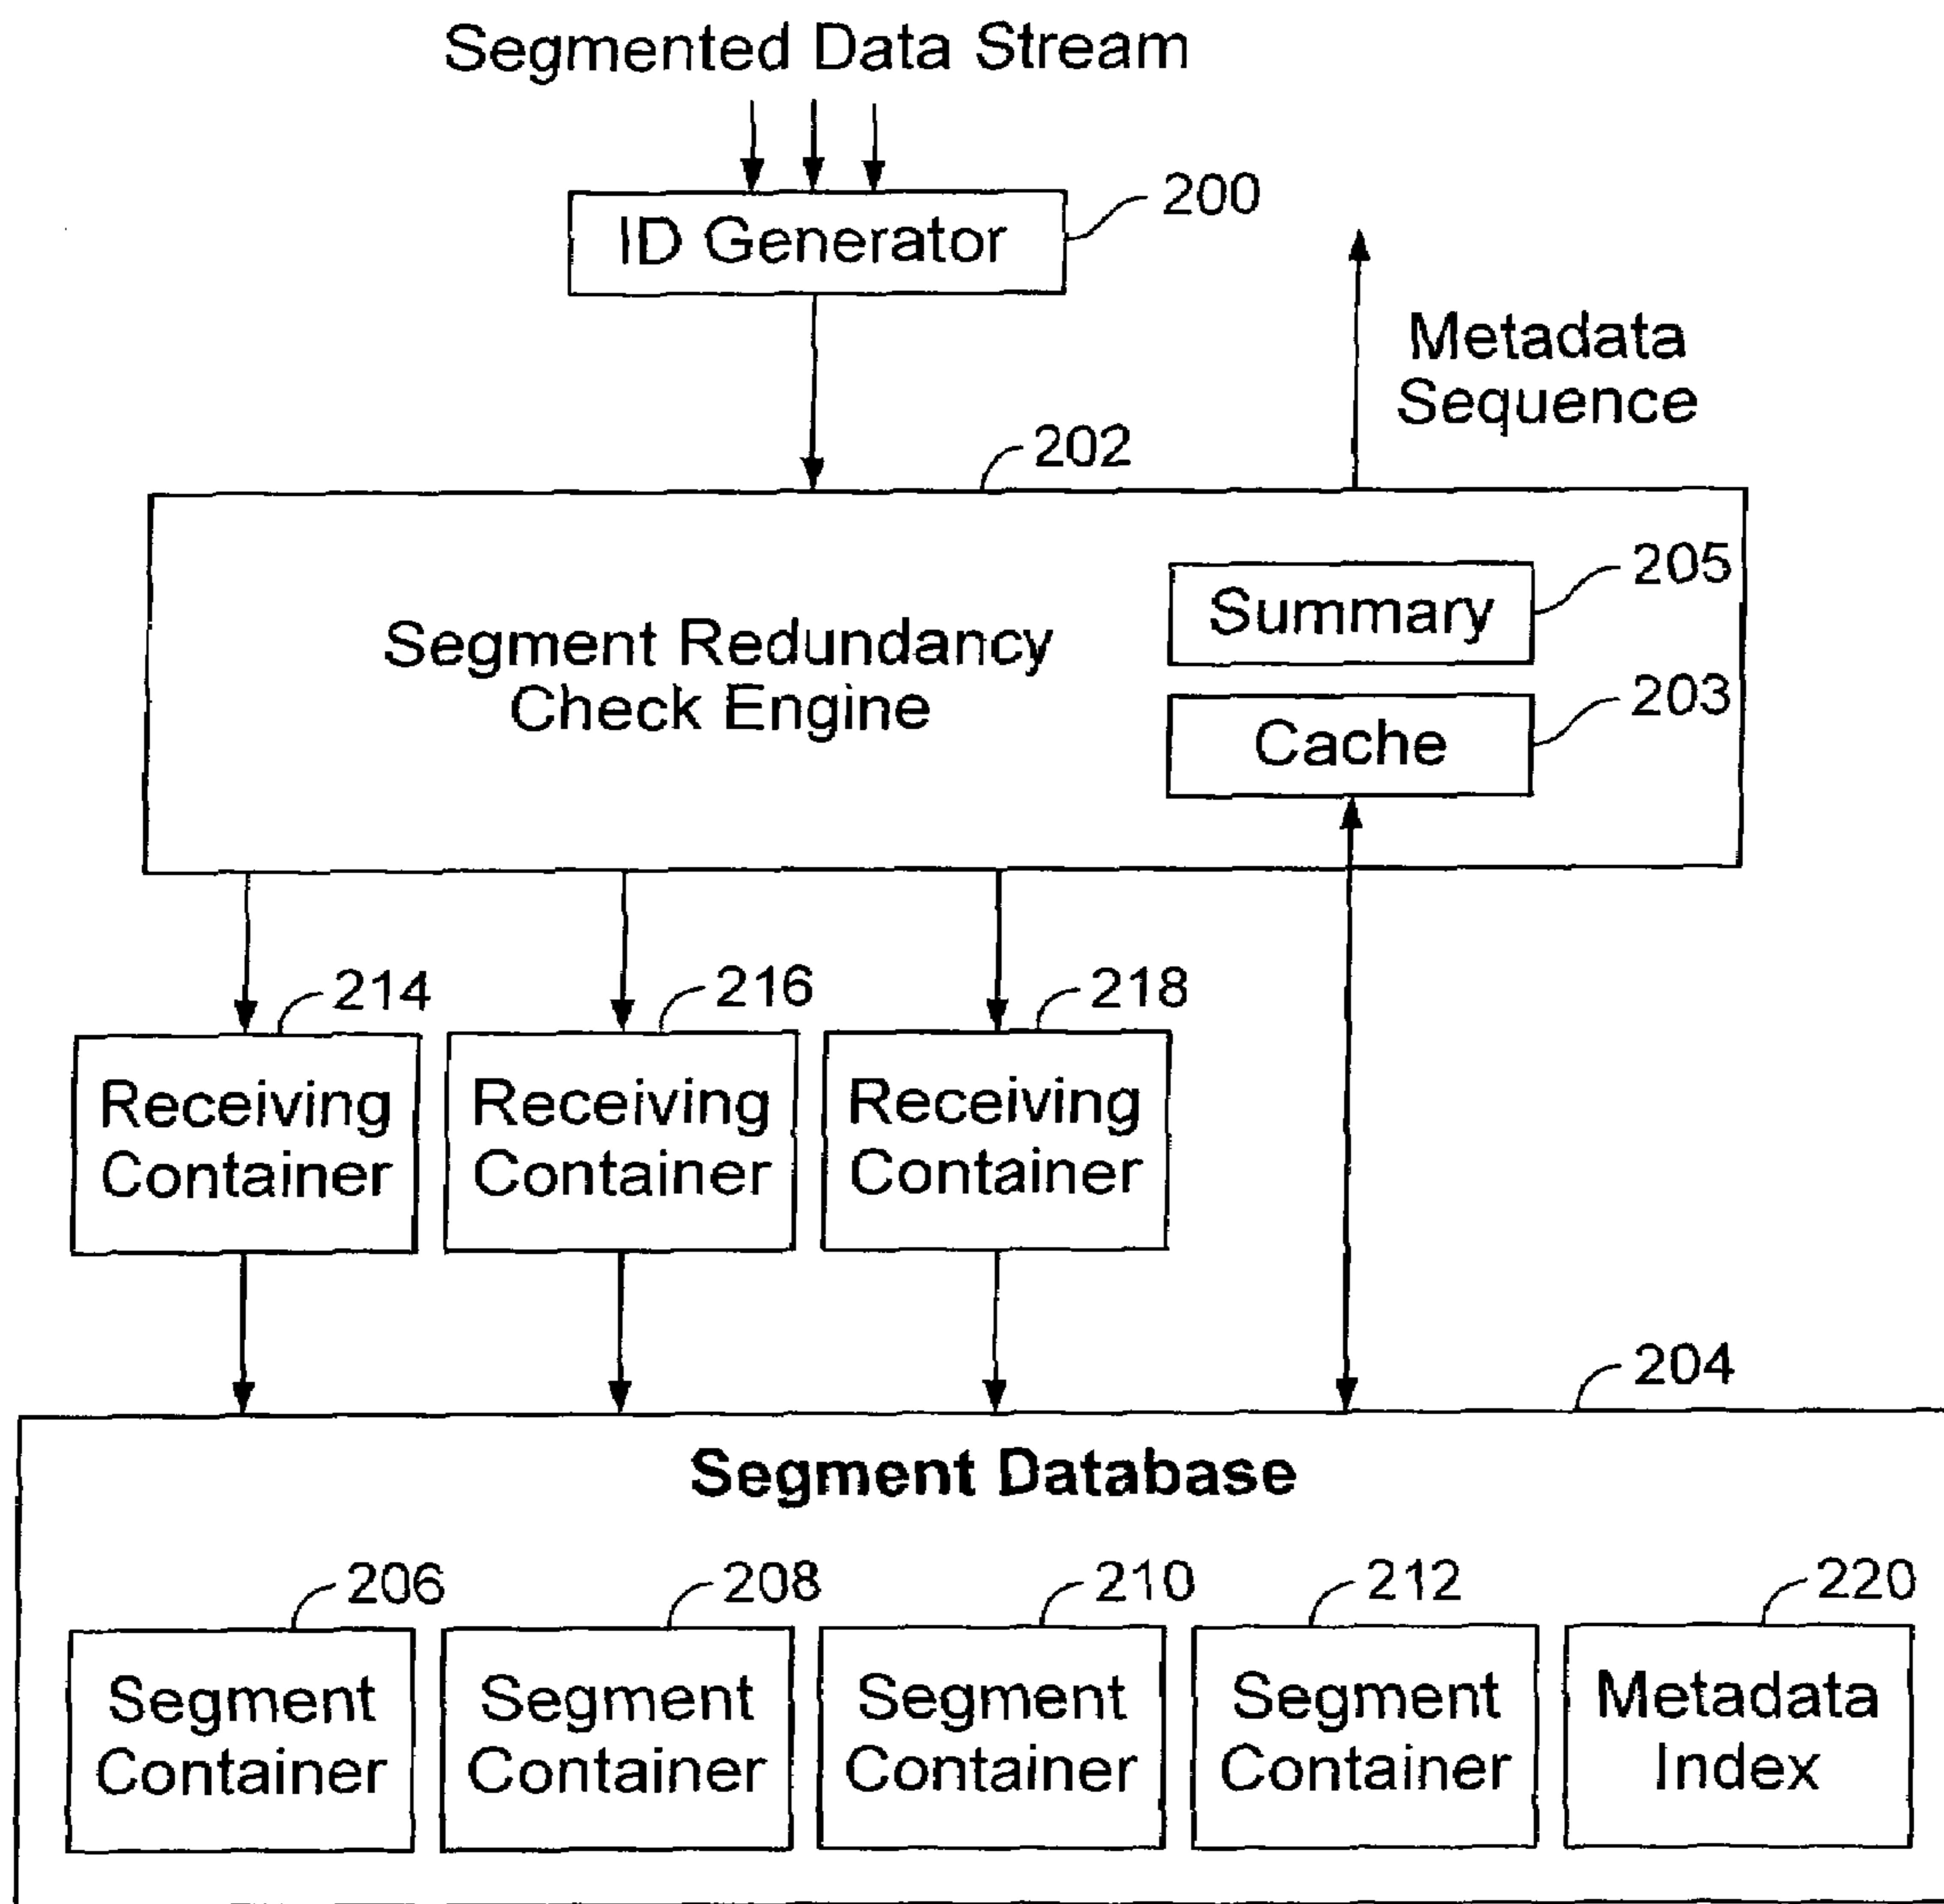 Segmented Data Stream
200
ID Generator
Metadata
Sequence
202
205
Summary
Segment Redundancy
Check Engine
203
Cache
214
216
218
Receiving
Container
Receiving
Container
Receiving
Container
204
Segment Database
206
208
210
212
220
Segment
Container
Segment
Container
Segment
Container
Segment
Container
Metadata
Index